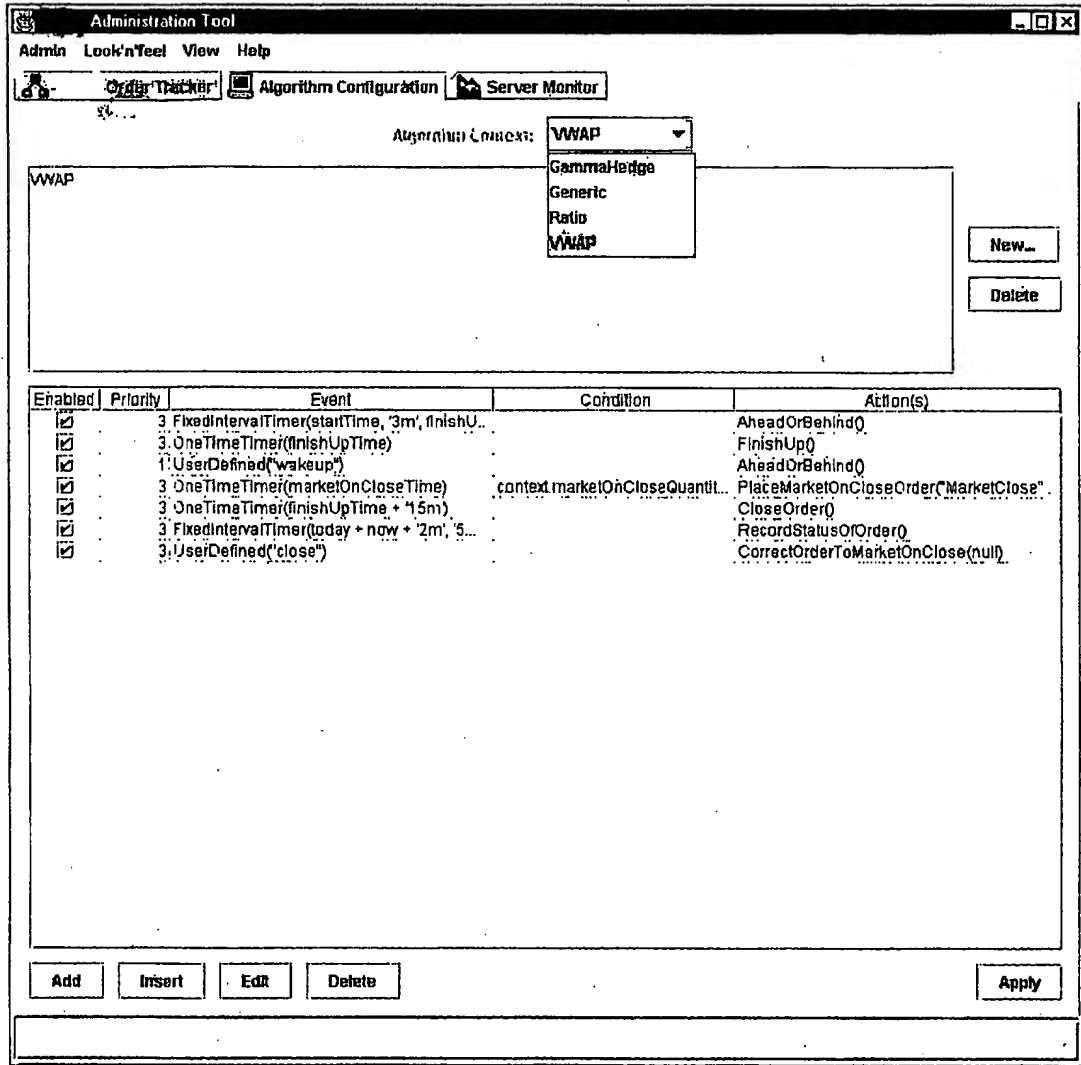 Administration Tool
Admin Look'n'feel View Help
Order Tracker Algorithm Configuration Server Monitor
Algorithm Context: VWAP
GammaHedge
Generic
Ratio
VWAP
VWAP
New...
Delete
Enabled Priority Event Condition Action(s)
3 FixedIntervalTimer(startTime, '3m', finishU... AheadOrBehind()
3 OneTimeTimer(finishUpTime) FinishUp()
1 UserDefined("wakeup") AheadOrBehind()
3 OneTimeTimer(marketOnCloseTime) context.marketOnCloseQuantit... PlaceMarketOnCloseOrder("MarketClose"
3 OneTimeTimer(finishUpTime + '15m) CloseOrder()
3 FixedIntervalTimer(today + now + '2m', '5... RecordStatusOfOrder()
3 UserDefined("close") CorrectOrderToMarketOnClose(null)
Add Insert Edit Delete Apply